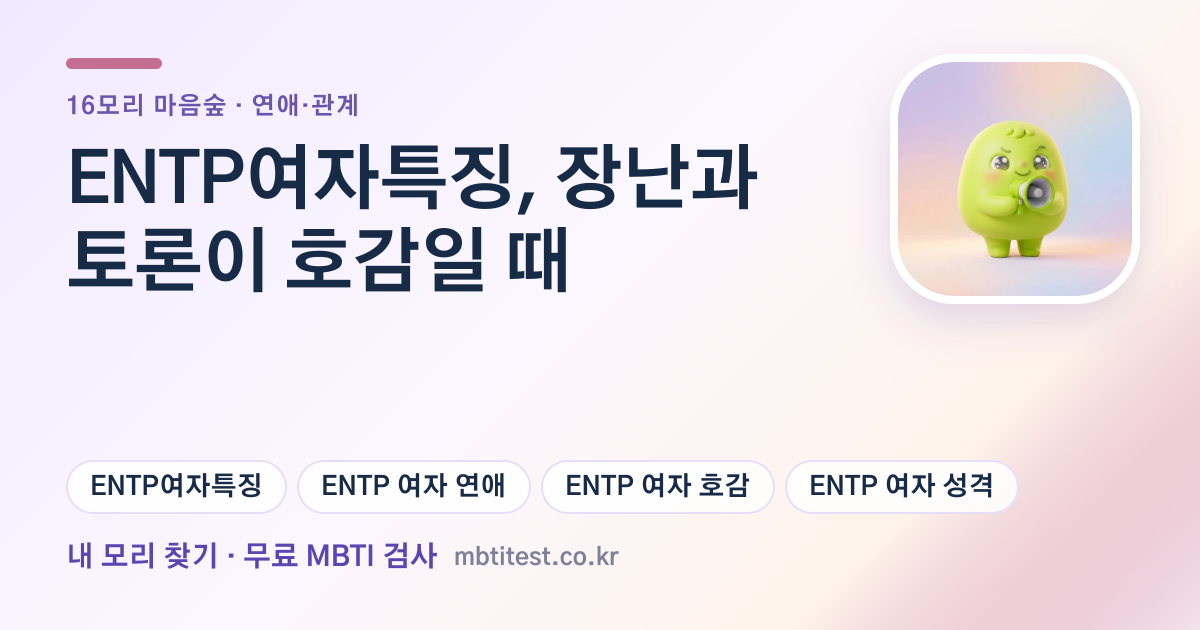 16모리 마음숲 · 연애·관계
ENTP여자특징, 장난과
토론이 호감일 때
ENTP여자특징
ENTP 여자 연애
ENTP 여자 호감
ENTP 여자 성격
내 모리 찾기 · 무료 MBTI 검사 mbtitest.co.kr